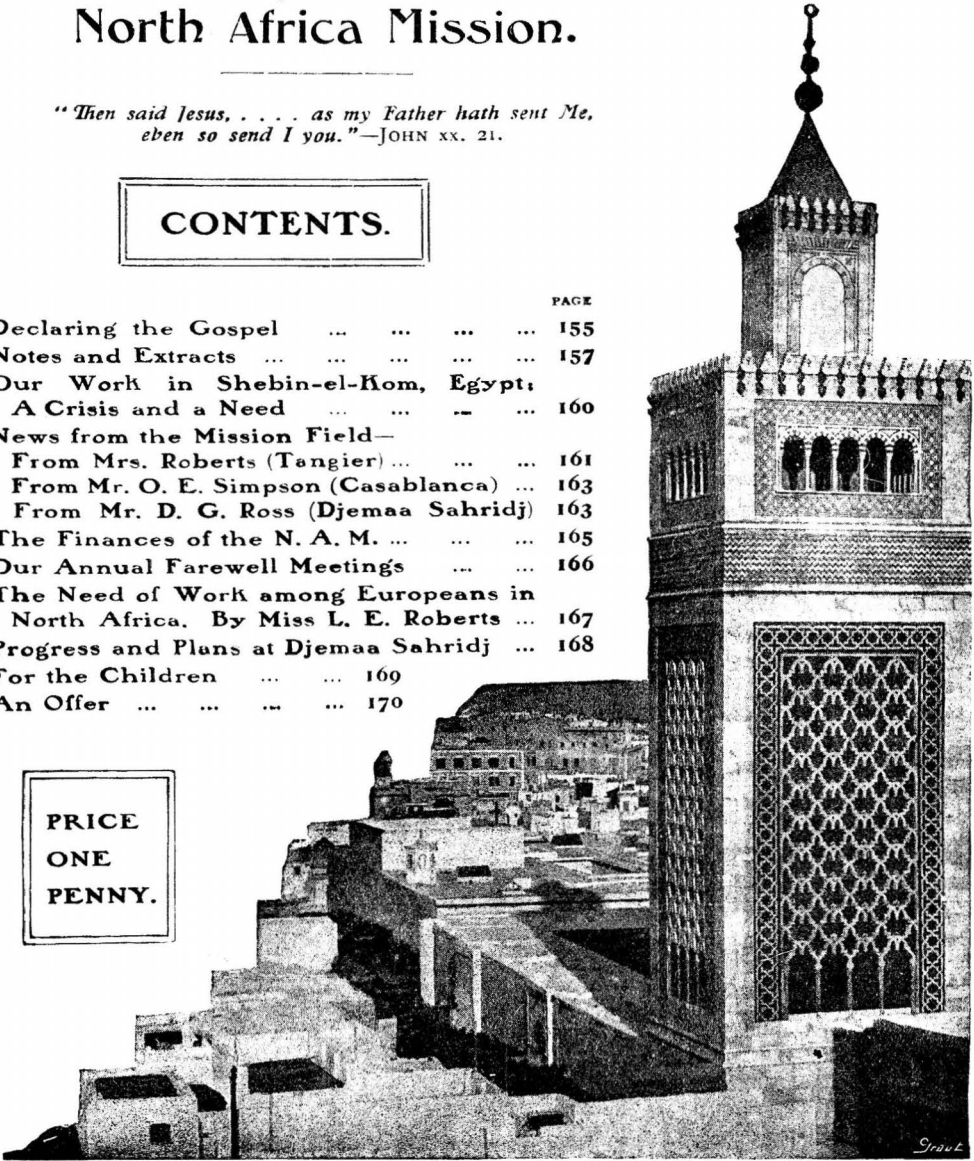 North Africa Mission.
"Then said Jesus, . . . . . as my Father hath sent Me,
eben so send I you."—JOHN xx. 21.
CONTENTS.
PAGE
Declaring the Gospel ... ... ... ... 155
Notes and Extracts ... ... ... ... ... 157
Our Work in Shebin-el-Kom, Egypt:
A Crisis and a Need ... ... ... ... 160
News from the Mission Field—
From Mrs. Roberts (Tangier) ... ... ... 161
From Mr. O. E. Simpson (Casablanca) ... 163
From Mr. D. G. Ross (Djemaa Sahridj) 163
The Finances of the N. A. M. ... ... ... 165
Our Annual Farewell Meetings ... ... 166
The Need of Work among Europeans in
North Africa. By Miss L. E. Roberts ... 167
Progress and Plans at Djemaa Sahridj ... 168
For the Children ... ... 169
An Offer ... ... ... ... 170
PRICE
ONE
PENNY.